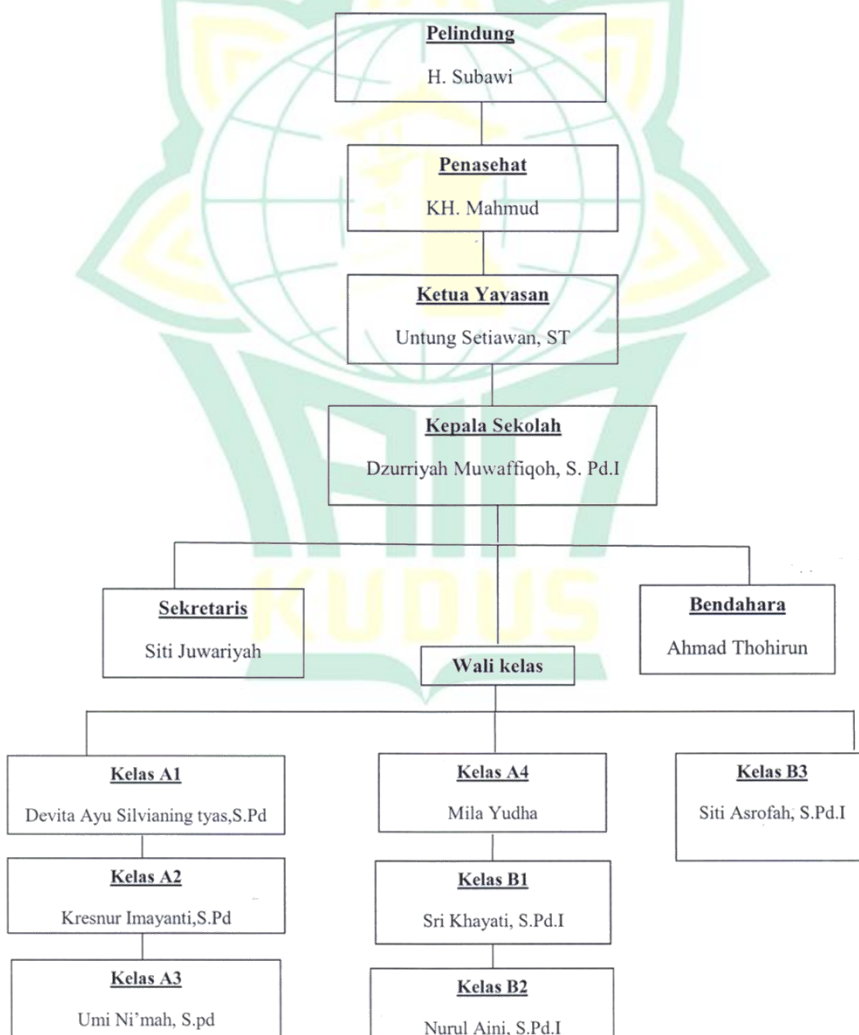 Pelindung
H. Subawi
Penasehat
KH. Mahmud
Ketua Yayasan
Untung Setiawan, ST
Kepala Sekolah
Dzurriyah Muwaffiqoh, S. Pd.I
Sekretaris
Siti Juwariyah
Bendahara
Ahmad Thohirun
Wali kelas
Kelas A1
Devita Ayu Silvianing tyas,S.Pd
Kelas A4
Mila Yudha
Kelas B3
Siti Asrofah, S.Pd.I
Kelas A2
Kresnur Imayanti,S.Pd
Kelas B1
Sri Khayati, S.Pd.I
Kelas A3
Umi Ni’mah, S.pd
Kelas B2
Nurul Aini, S.Pd.I
IAIN
KUDUS